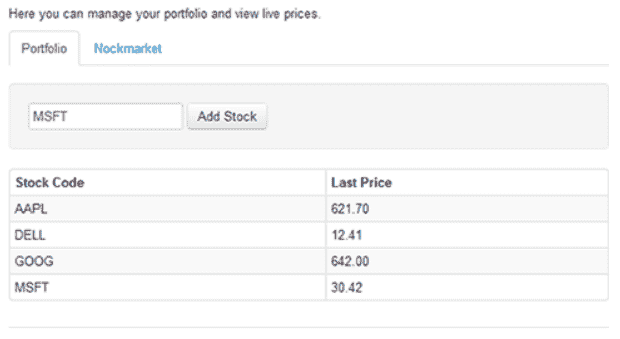 Here you can manage your portfolio and view live prices.
Portfolio Nockmarket
MSFT Add Stock
Stock Code Last Price
AAPL 621.70
DELL 12.41
GOOG 642.00
MSFT 30.42